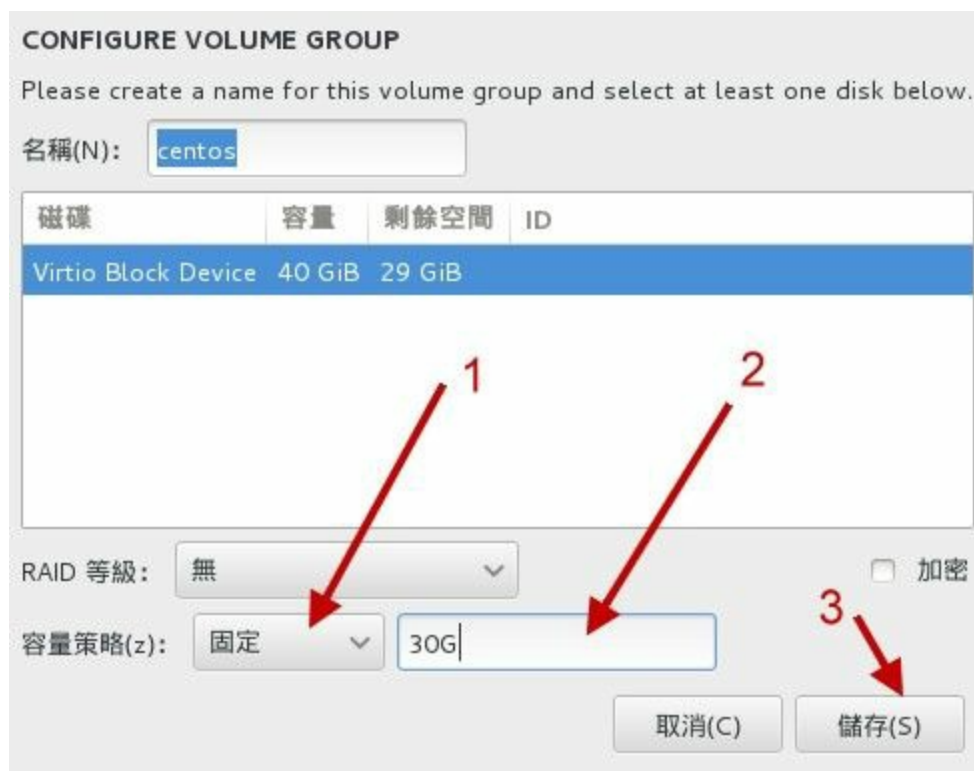 CONFIGURE VOLUME GROUP
Please create a name for this volume group and select at least one disk below.
名稱(N)： centos
磁碟 容量 剩餘空間 ID
Virtio Block Device 40 GiB 29 GiB
1 2
RAID 等級： 無 加密
3
容量策略(z)： 固定 30G
取消(C) 儲存(S)